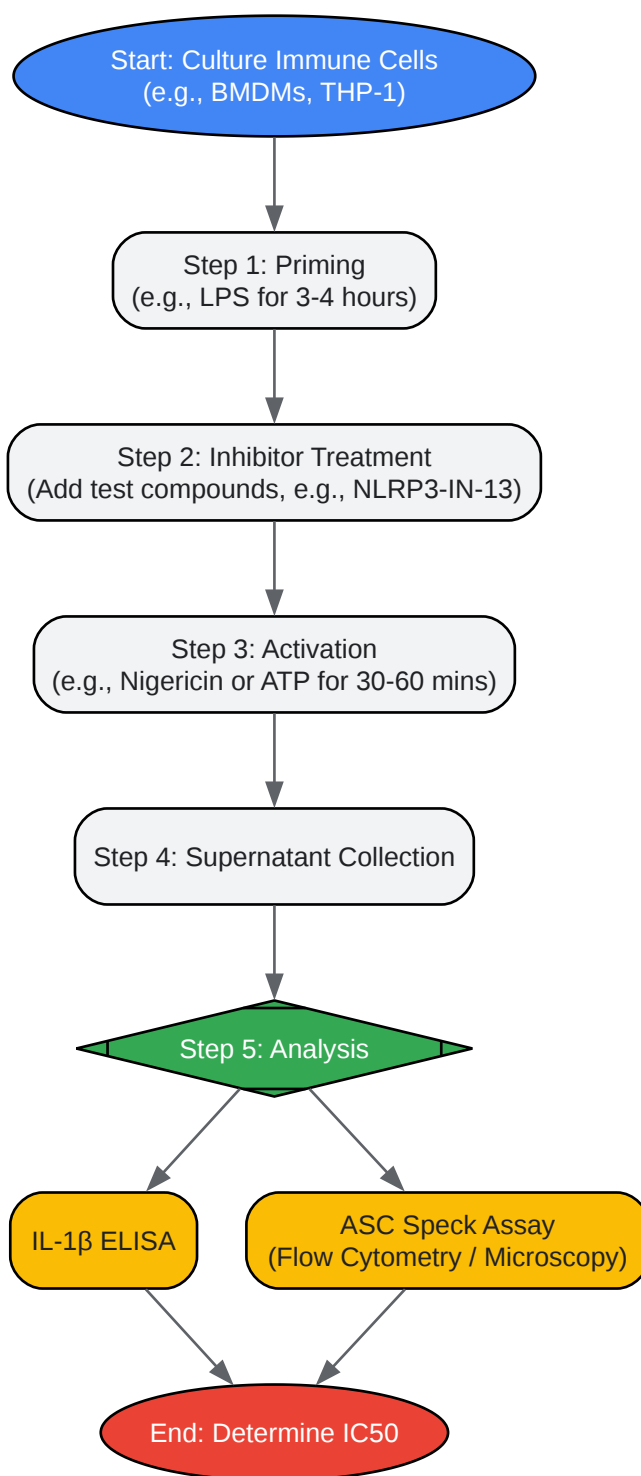 Start: Culture Immune Cells
(e.g., BMDMs, THP-1)
Step 1: Priming
(e.g., LPS for 3-4 hours)
Step 2: Inhibitor Treatment
(Add test compounds, e.g., NLRP3-IN-13)
Step 3: Activation
(e.g., Nigericin or ATP for 30-60 mins)
Step 4: Supernatant Collection
Step 5: Analysis
IL-1β ELISA
ASC Speck Assay
(Flow Cytometry / Microscopy)
End: Determine IC50